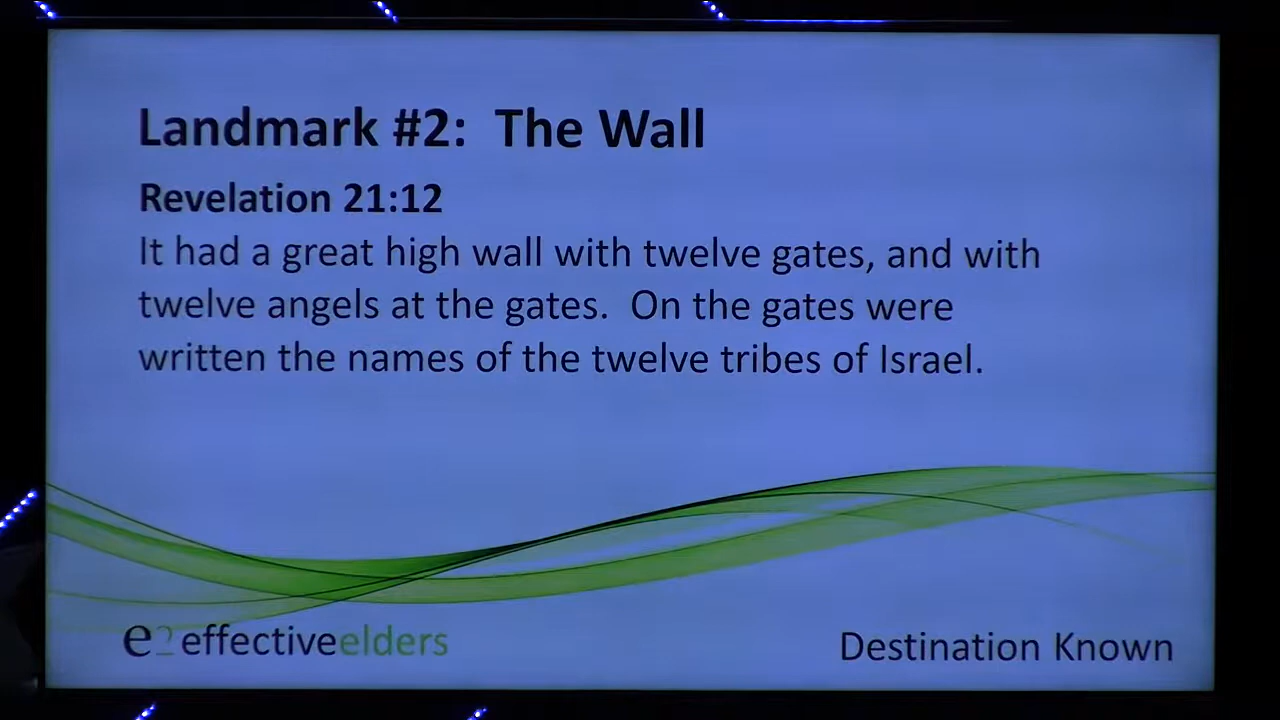 Landmark #2:  The Wall
Revelation 21:12
It had a great high wall with twelve gates, and with
twelve angels at the gates.  On the gates were
written the names of the twelve tribes of Israel.
e2 effectiveelders
Destination Known